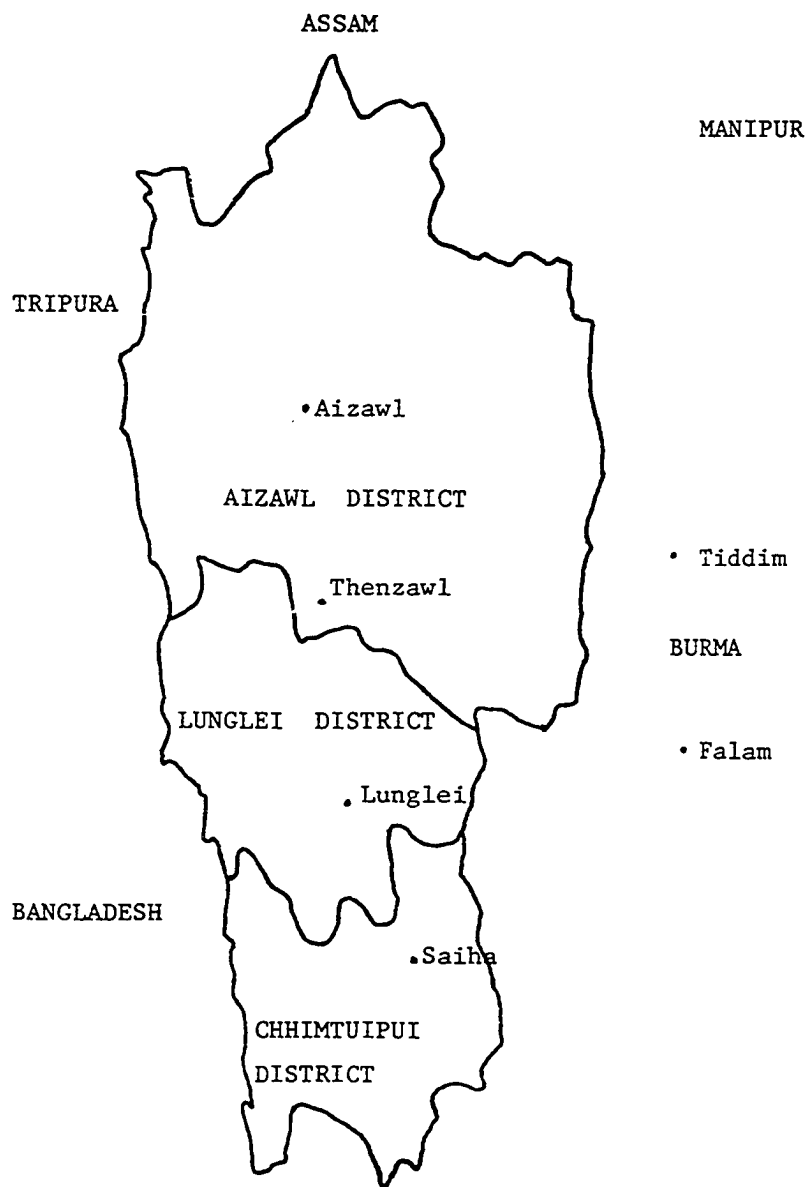 ASSAM
MANIPUR
TRIPURA
Aizawl
AIZAWL DISTRICT
Tiddim
Thenzawl
BURMA
LUNGLEI DISTRICT
Falam
Lunglei
BANGLADESH
Saiha
CHHIMTUIPUI
DISTRICT